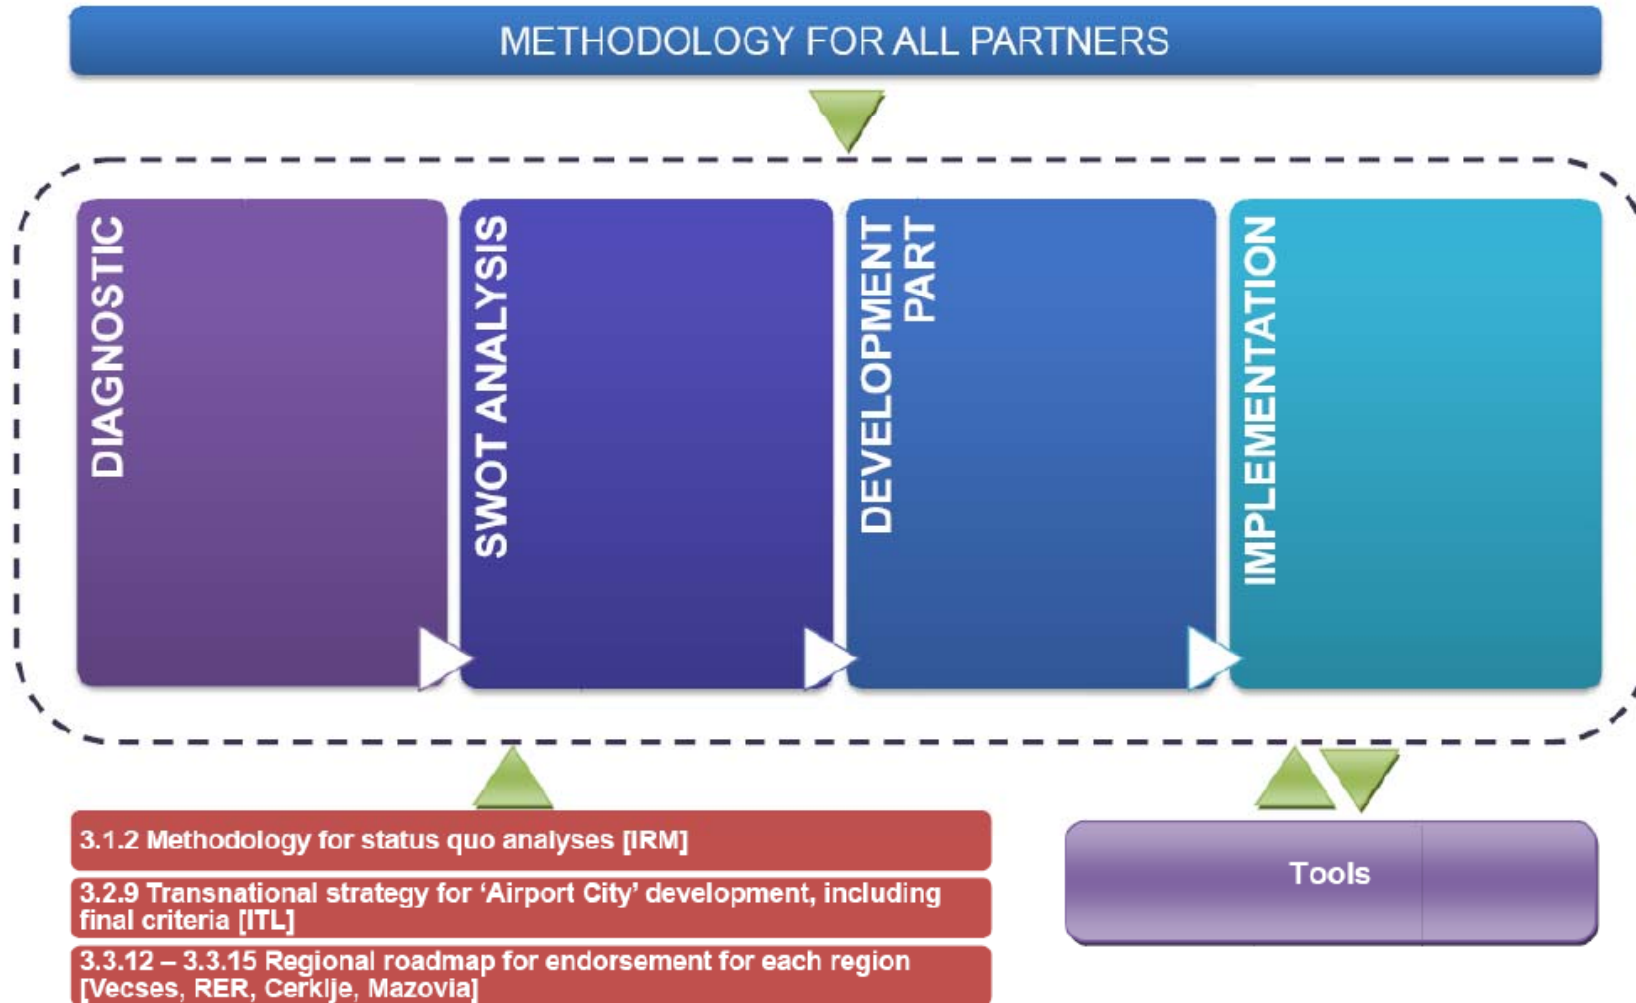 METHODOLOGY FOR ALL PARTNERS
DIAGNOSTIC
SWOT ANALYSIS
DEVELOPMENT
PART
IMPLEMENTATION
3.1.2 Methodology for status quo analyses [IRM]
3.2.9 Transnational strategy for ‘Airport City’ development, including
final criteria [ITL]
3.3.12 – 3.3.15 Regional roadmap for endorsement for each region
[Vecses, RER, Cerklje, Mazovia]
Tools